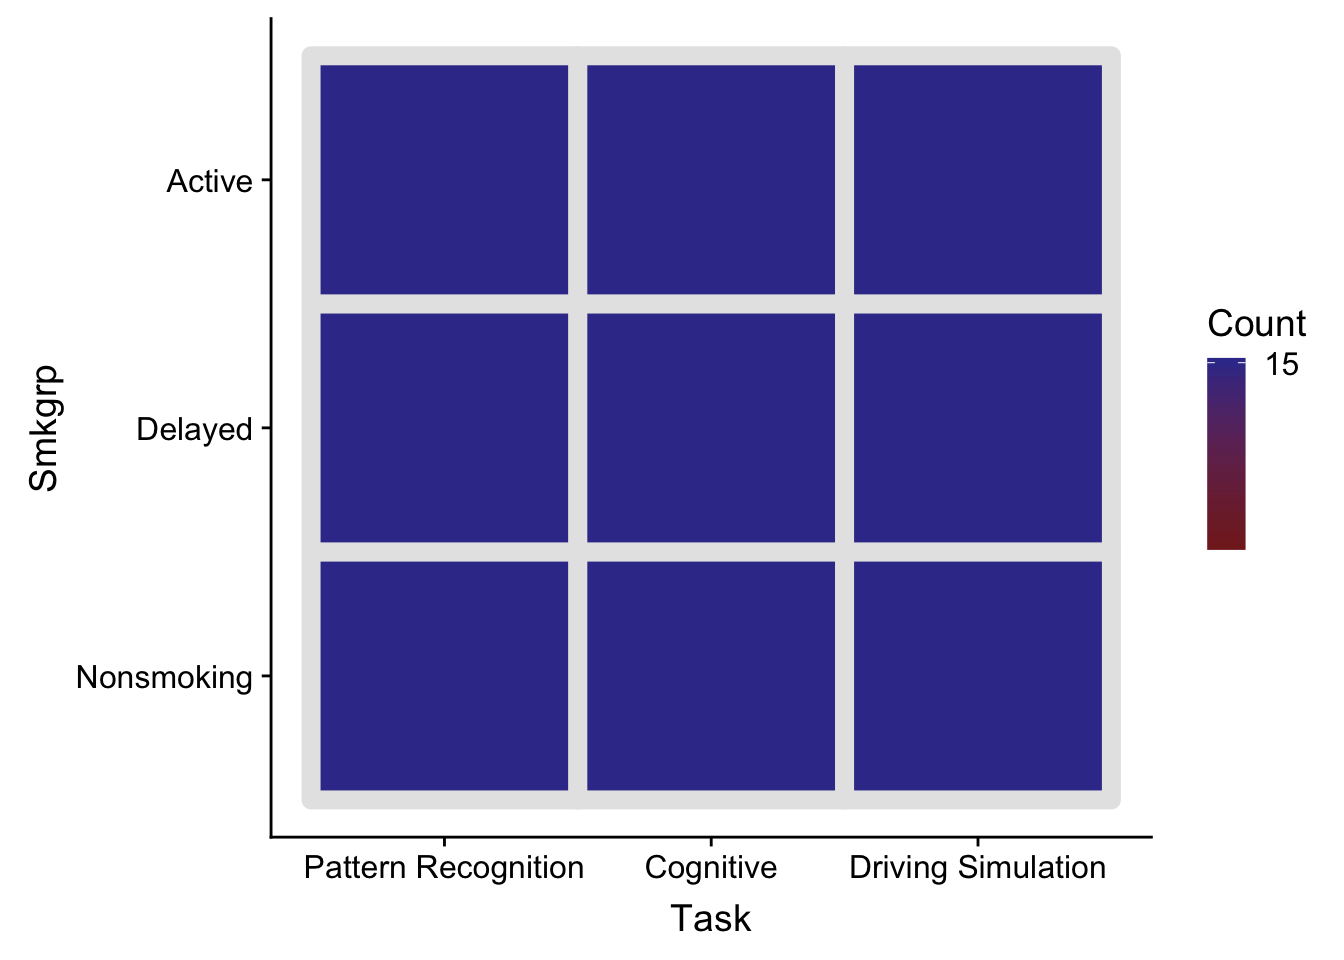 Active
Delayed
Nonsmoking
Smkgrp
Pattern Recognition
Cognitive
Driving Simulation
Task
Count
15